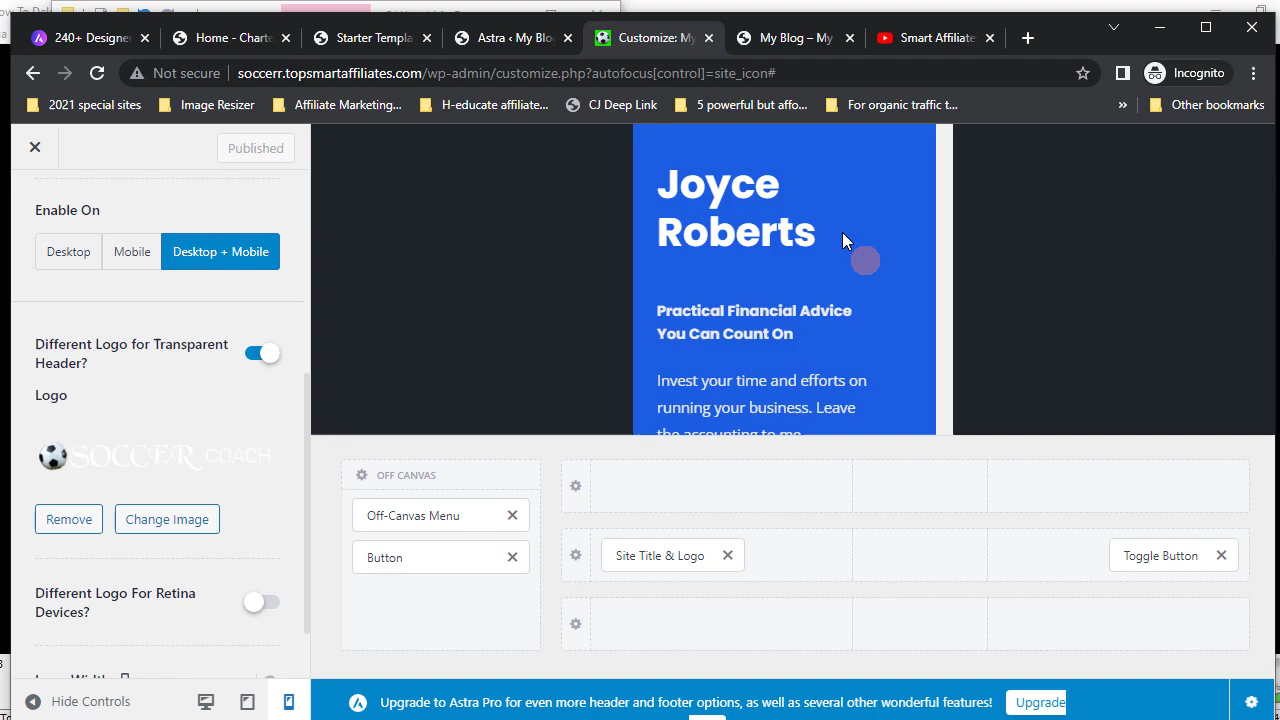 240+ Designe
Home - Charte
Starter Templa
Astra ‹ My Blo
Customize: My
My Blog – My
Smart Affiliate
Not secure
soccerr.topsmartaffiliates.com/wp-admin/customize.php?autofocus[control]=site_icon#
Incognito
2021 special sites
Image Resizer
Affiliate Marketing...
H-educate affiliate...
CJ Deep Link
5 powerful but affo...
For organic traffic t...
Other bookmarks
Published
Enable On
Desktop
Mobile
Desktop + Mobile
Different Logo for Transparent
Header?
Logo
SOCCER COACH
Remove
Change Image
Different Logo For Retina
Devices?
Hide Controls
Joyce
Roberts
Practical Financial Advice
You Can Count On
Invest your time and efforts on
running your business. Leave
the accounting to me
OFF CANVAS
Off-Canvas Menu
Button
Site Title & Logo
Toggle Button
Upgrade to Astra Pro for even more header and footer options, as well as several other wonderful features!
Upgrade